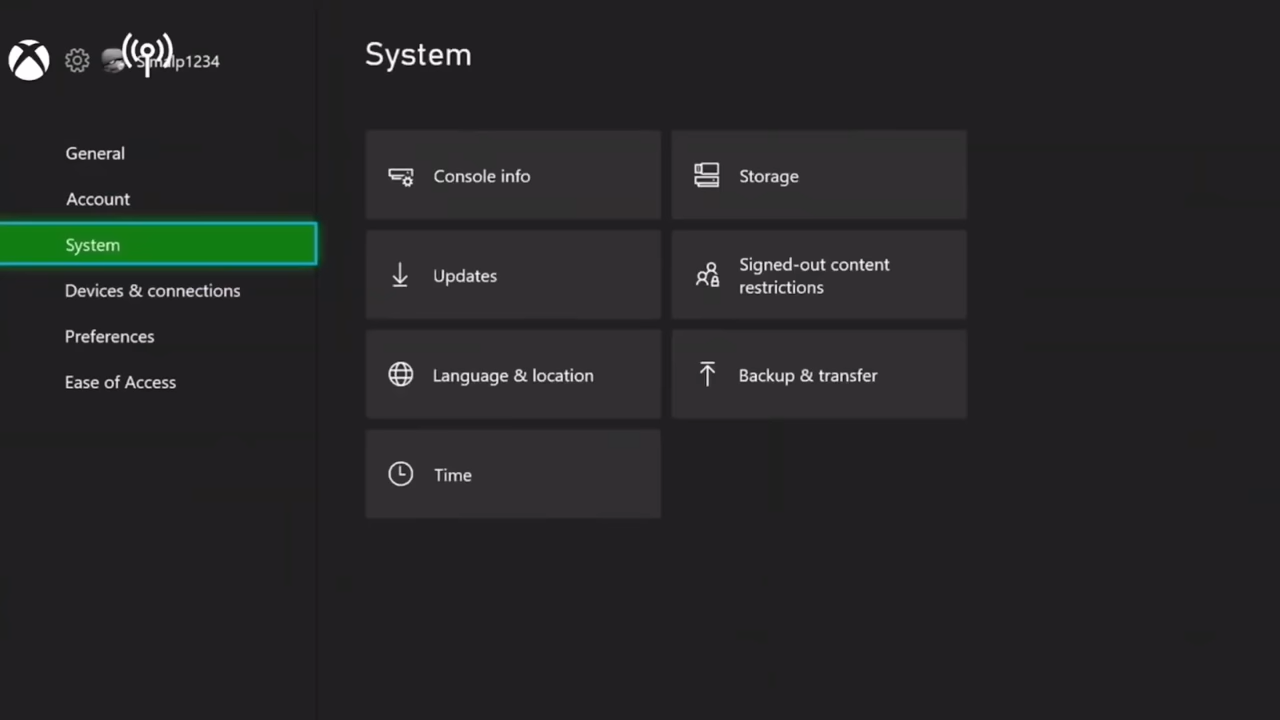 System
General
Account
System
Devices & connections
Preferences
Ease of Access
Console info
Storage
Updates
Signed-out content
restrictions
Language & location
Backup & transfer
Time